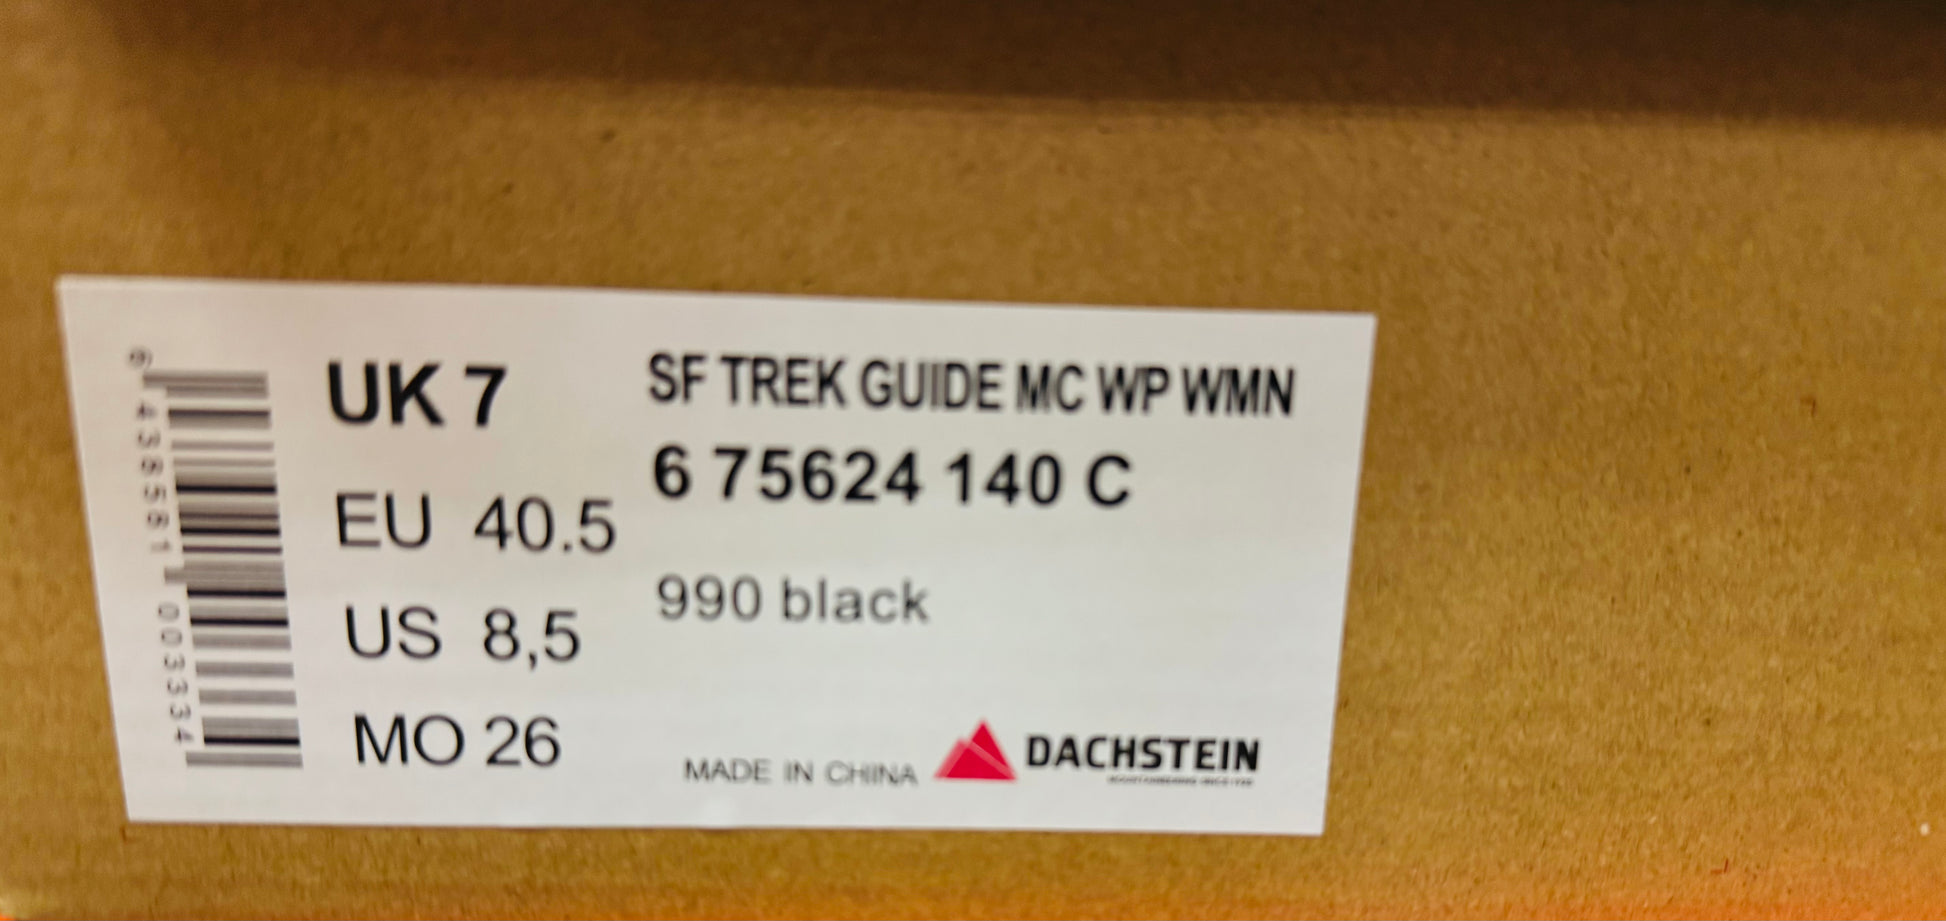 UK 7
EU 40.5
US 8,5
MO 26
SF TREK GUIDE MC WP WMN
6 75624 140 C
990 black
MADE IN CHINA
DACHSTEIN